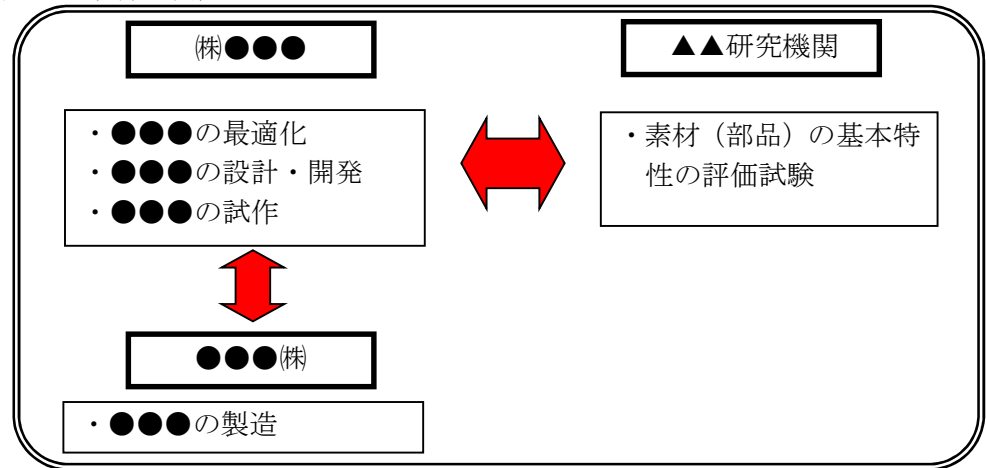 ㈱●●●
▲▲研究機関
・●●●の最適化
・●●●の設計・開発
・●●●の試作
・素材（部品）の基本特
性の評価試験
●●●㈱
・●●●の製造